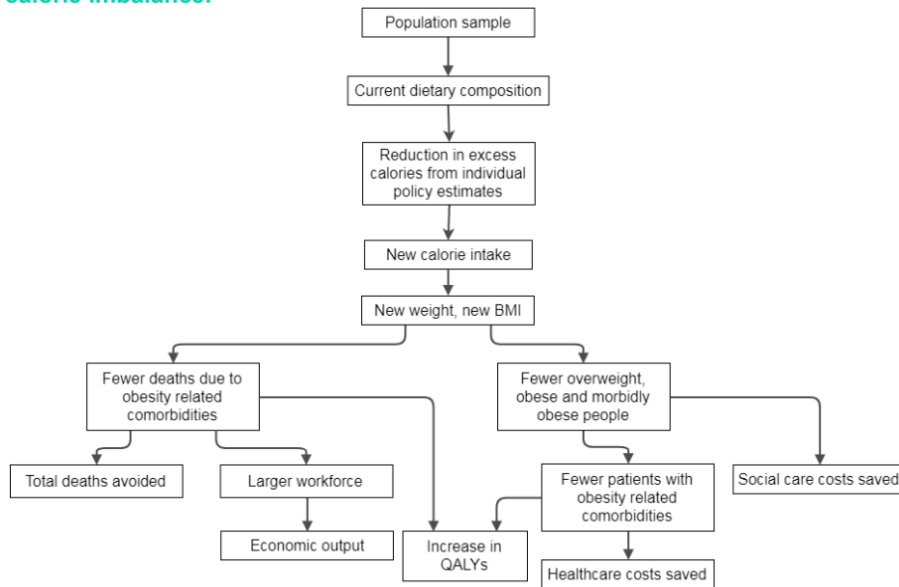 calorie imbalance.
Population sample
Current dietary composition
Reduction in excess
calories from individual
policy estimates
New calorie intake
New weight, new BMI
Fewer deaths due to
obesity related
comorbidities
Fewer overweight,
obese and morbidly
obese people
Total deaths avoided
Larger workforce
Fewer patients with
obesity related
comorbidities
Social care costs saved
Economic output
Increase in
QALYs
Healthcare costs saved